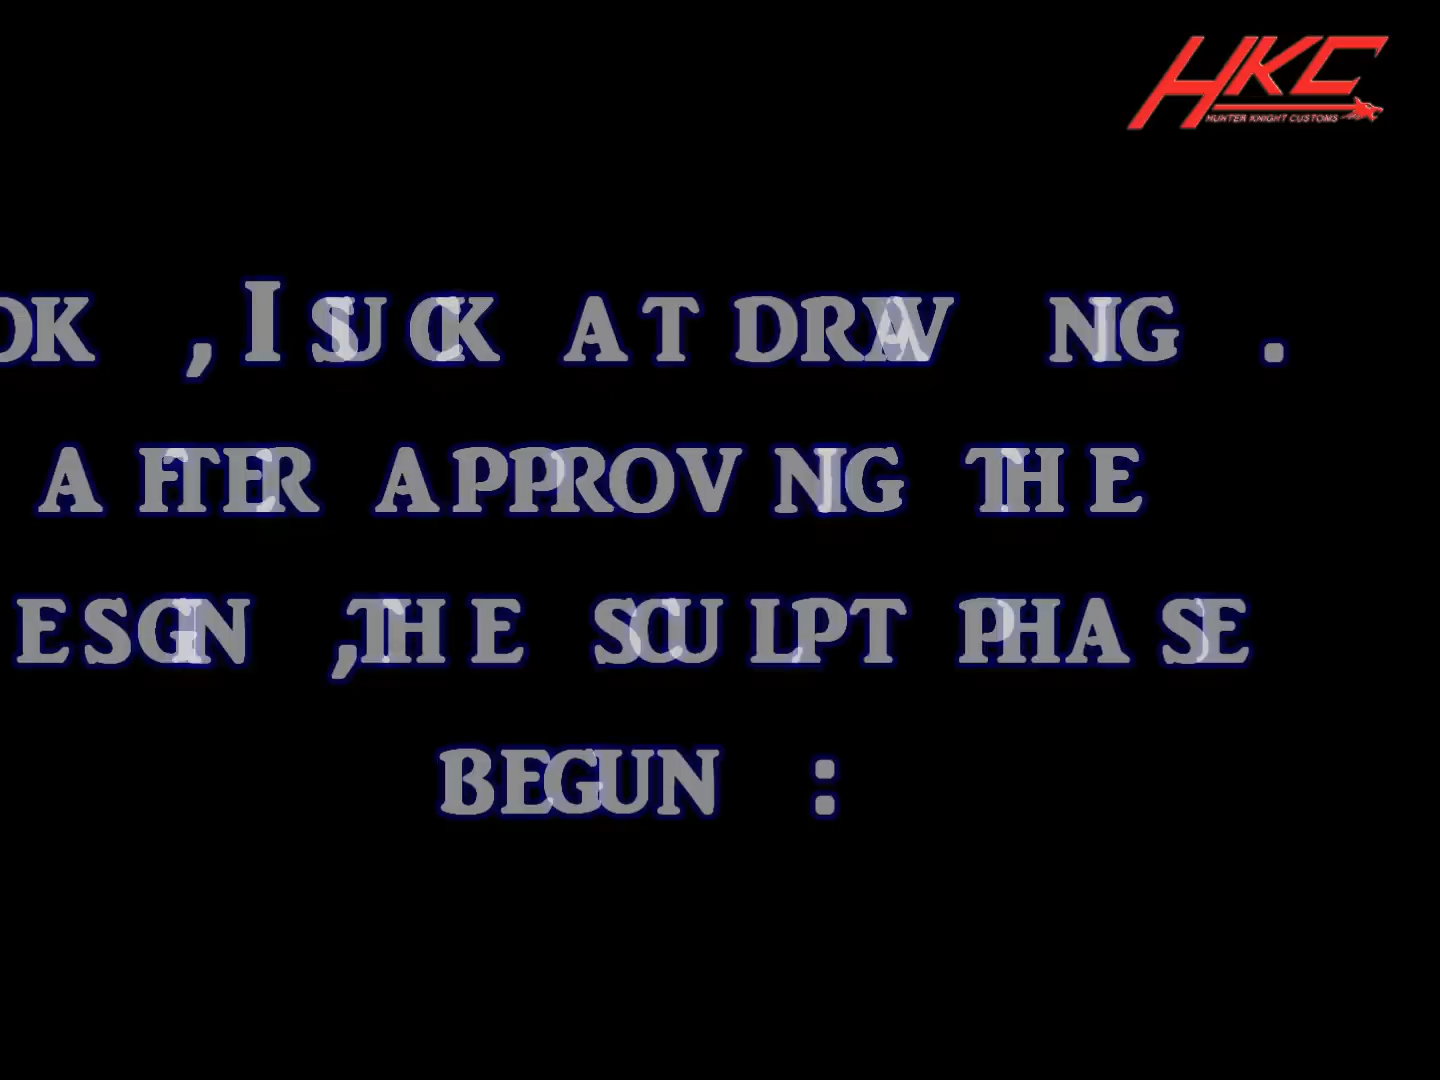 HKC
HUNTER KNIGHT CUSTOMS
OK , I SUCK AT DRAWING .
AFTER APPROVING THE
ESIGN , THE SCULPT PHASE
BEGUN :